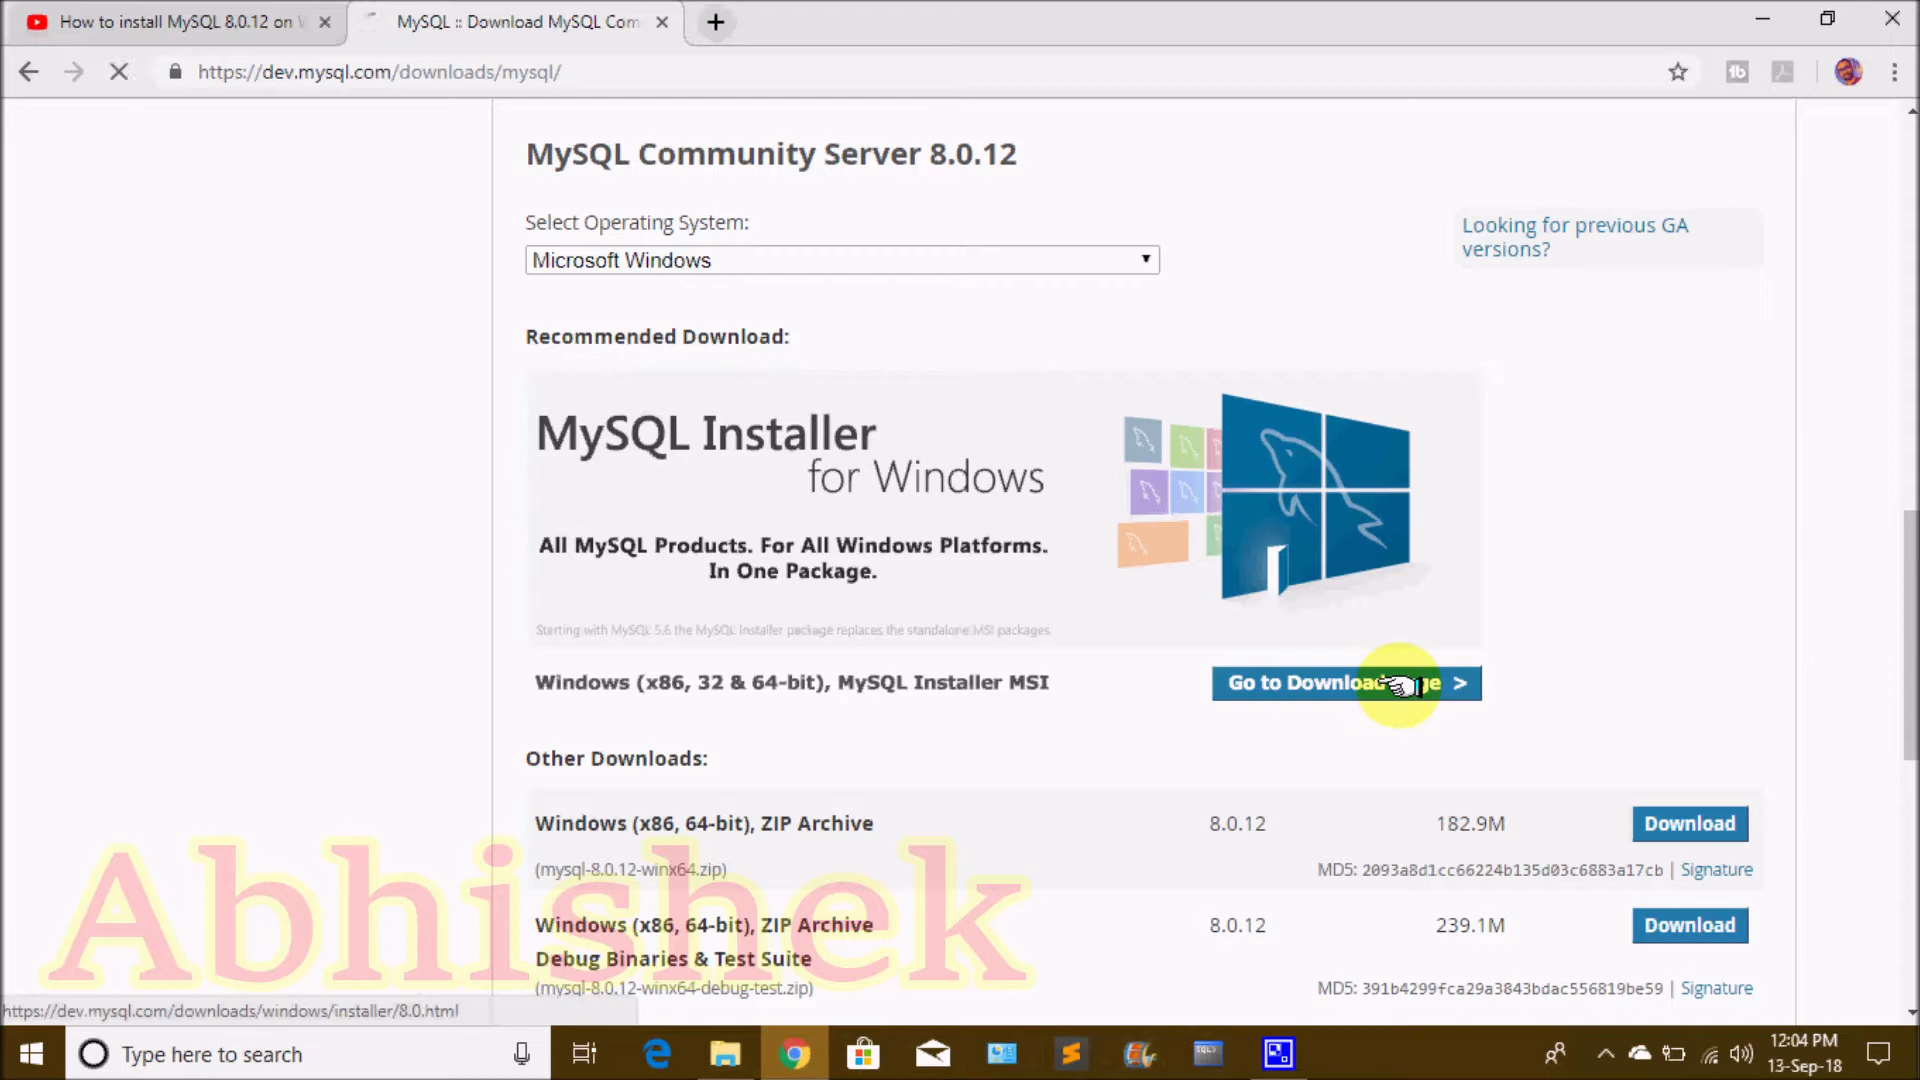 How to install MySQL 8.0.12 on
MySQL :: Download MySQL Com
https://dev.mysql.com/downloads/mysql/
MySQL Community Server 8.0.12
Select Operating System:
Looking for previous GA
versions?
Microsoft Windows
Recommended Download:
MySQL Installer
for Windows
All MySQL Products. For All Windows Platforms.
In One Package.
Starting with MySQL 5.6 the MySQL Installer package replaces the standalone MSI packages.
Windows (x86, 32 & 64-bit), MySQL Installer MSI
Go to Download >
Other Downloads:
Windows (x86, 64-bit), ZIP Archive 8.0.12 182.9M Download
(mysql-8.0.12-winx64.zip) MD5: 2093a8d1cc66224b135d03c6883a17cb | Signature
Windows (x86, 64-bit), ZIP Archive 8.0.12 239.1M Download
Debug Binaries & Test Suite
(mysql-8.0.12-winx64-debug-test.zip) MD5: 391b4299fca29a3843bdac556819be59 | Signature
Abhishek
https://dev.mysql.com/downloads/windows/installer/8.0.html
Type here to search
12:04 PM
13-Sep-18